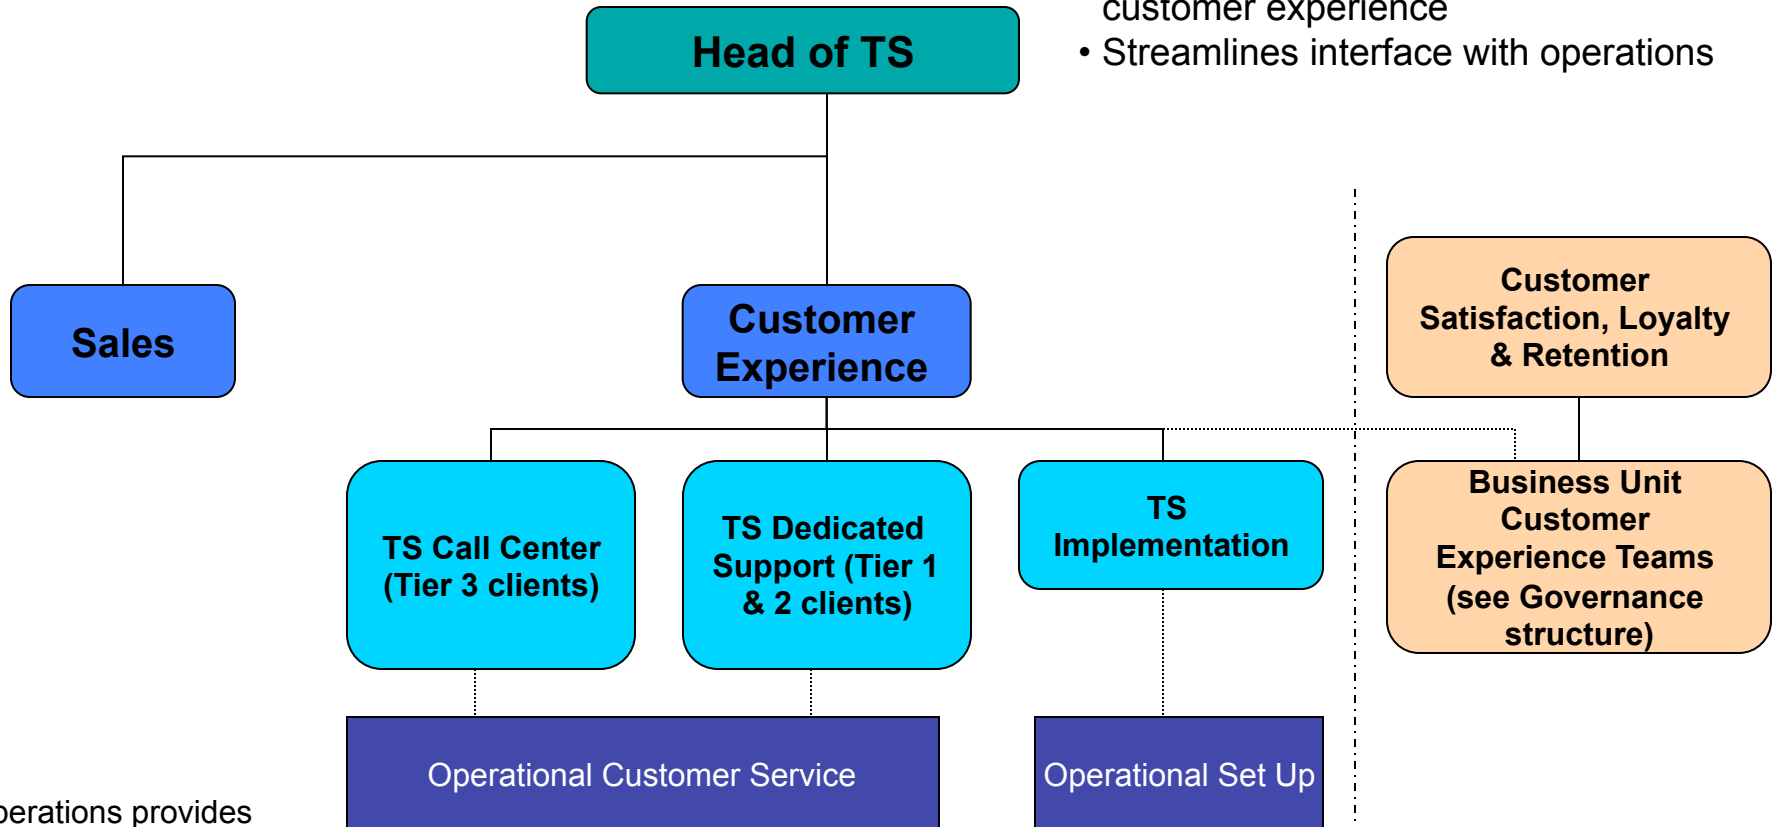 customer experience
• Streamlines interface with operations
Head of TS
Sales
Customer
Experience
Customer
Satisfaction, Loyalty
& Retention
TS Call Center
(Tier 3 clients)
TS Dedicated
Support (Tier 1
& 2 clients)
TS
Implementation
Business Unit
Customer
Experience Teams
(see Governance
structure)
Operational Customer Service
Operational Set Up
perations provides